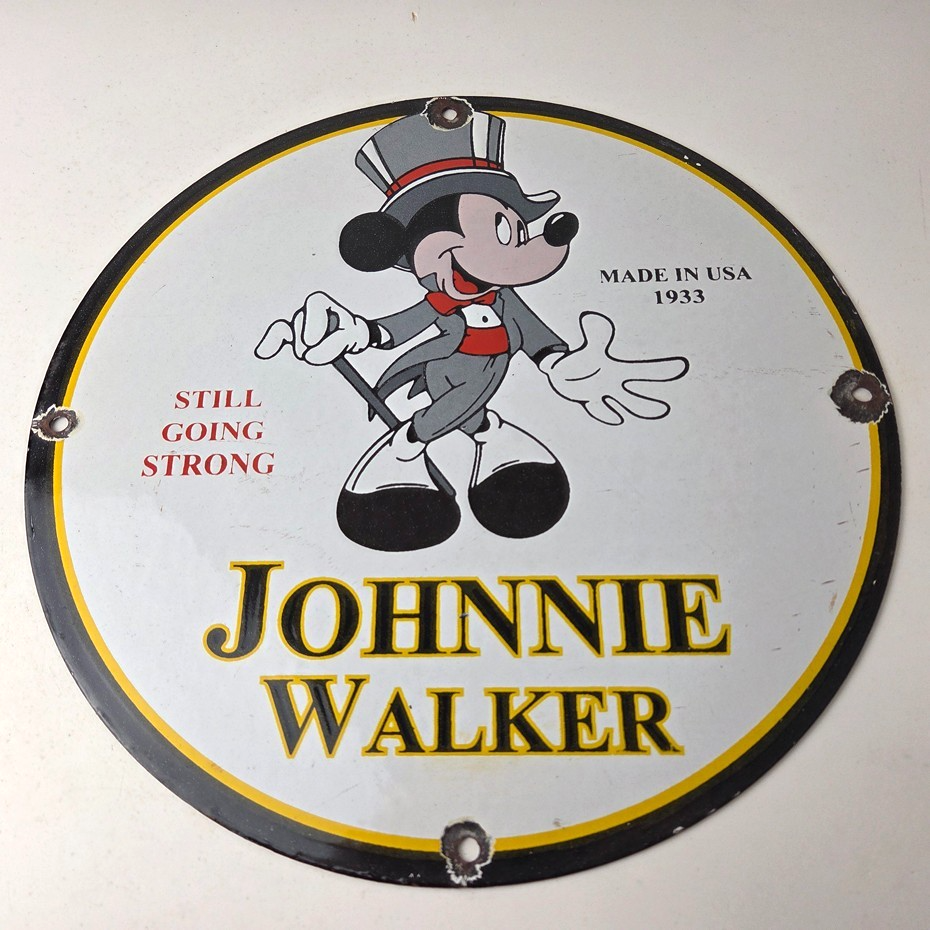 MADE IN USA
1933
STILL
GOING
STRONG
JOHNNIE
WALKER